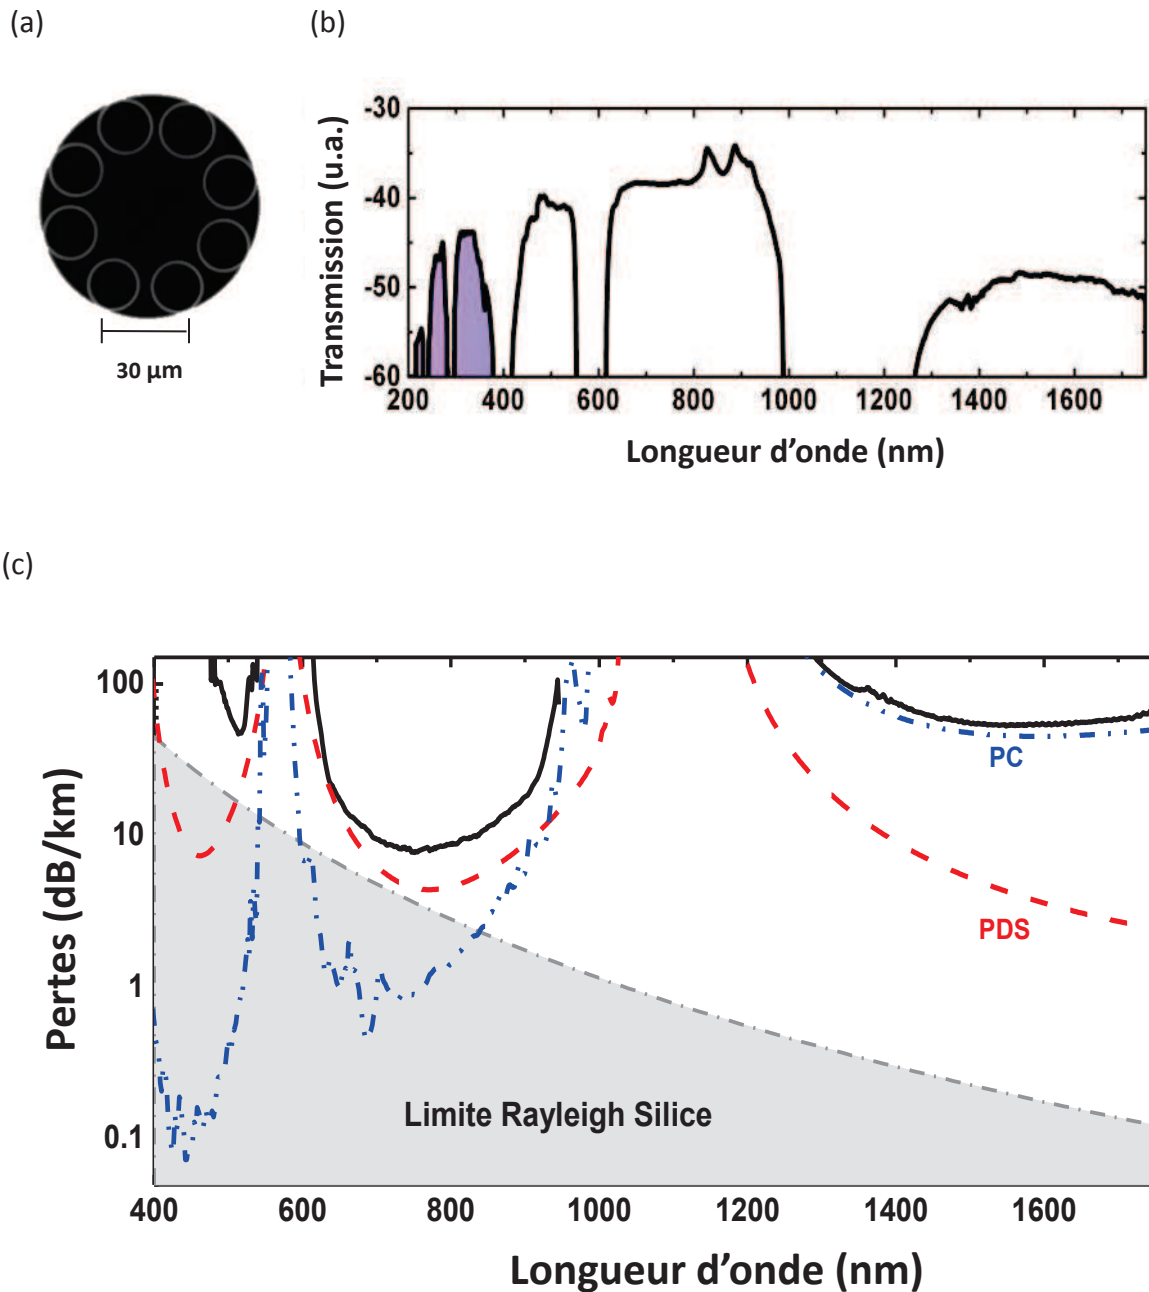 (a)
(b)
30 µm
Transmission (u.a.)
-30
-40
-50
-60
200 400 600 800 1000 1200 1400 1600
Longueur d'onde (nm)
(c)
Pertes (dB/km)
100
10
1
0.1
PC
PDS
Limite Rayleigh Silice
400 600 800 1000 1200 1400 1600
Longueur d'onde (nm)